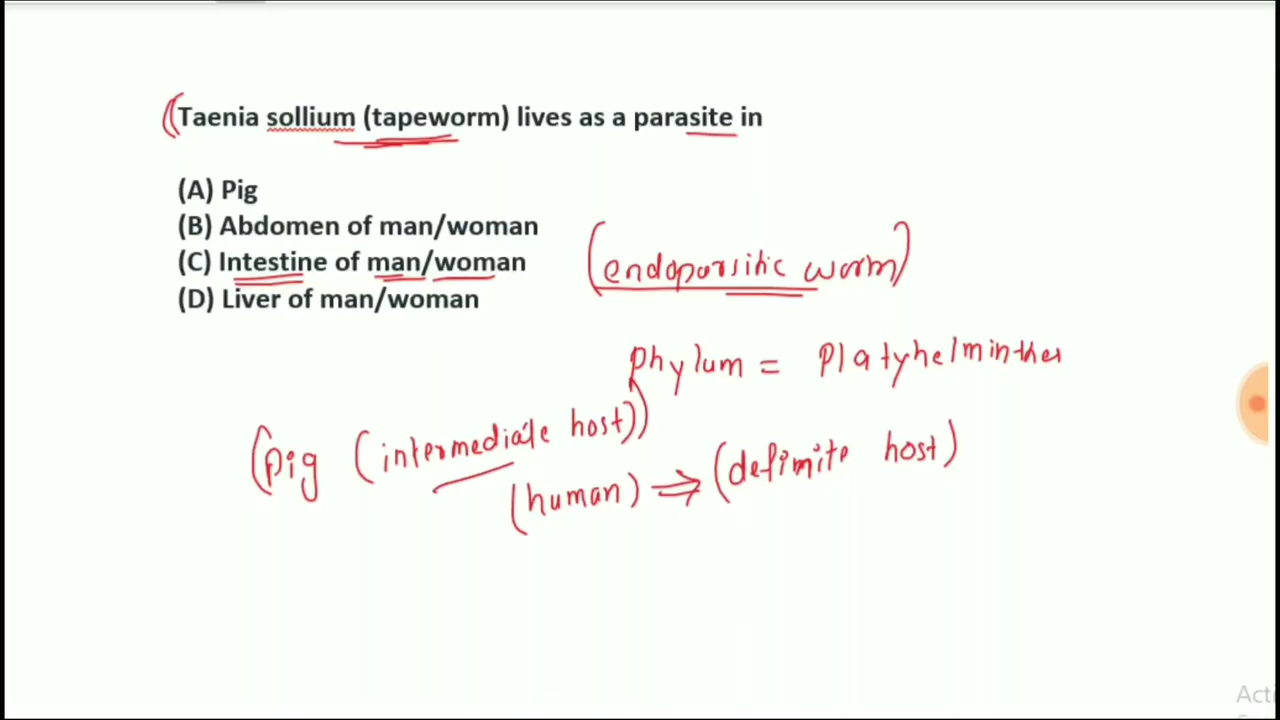 Taenia sollium (tapeworm) lives as a parasite in
(A) Pig
(B) Abdomen of man/woman
(C) Intestine of man/woman
(D) Liver of man/woman
(endoparsitic worm)
Phylum = Platyhelminthes
(Pig (intermediate host))
(human) ⇒ (definite host)
Acti